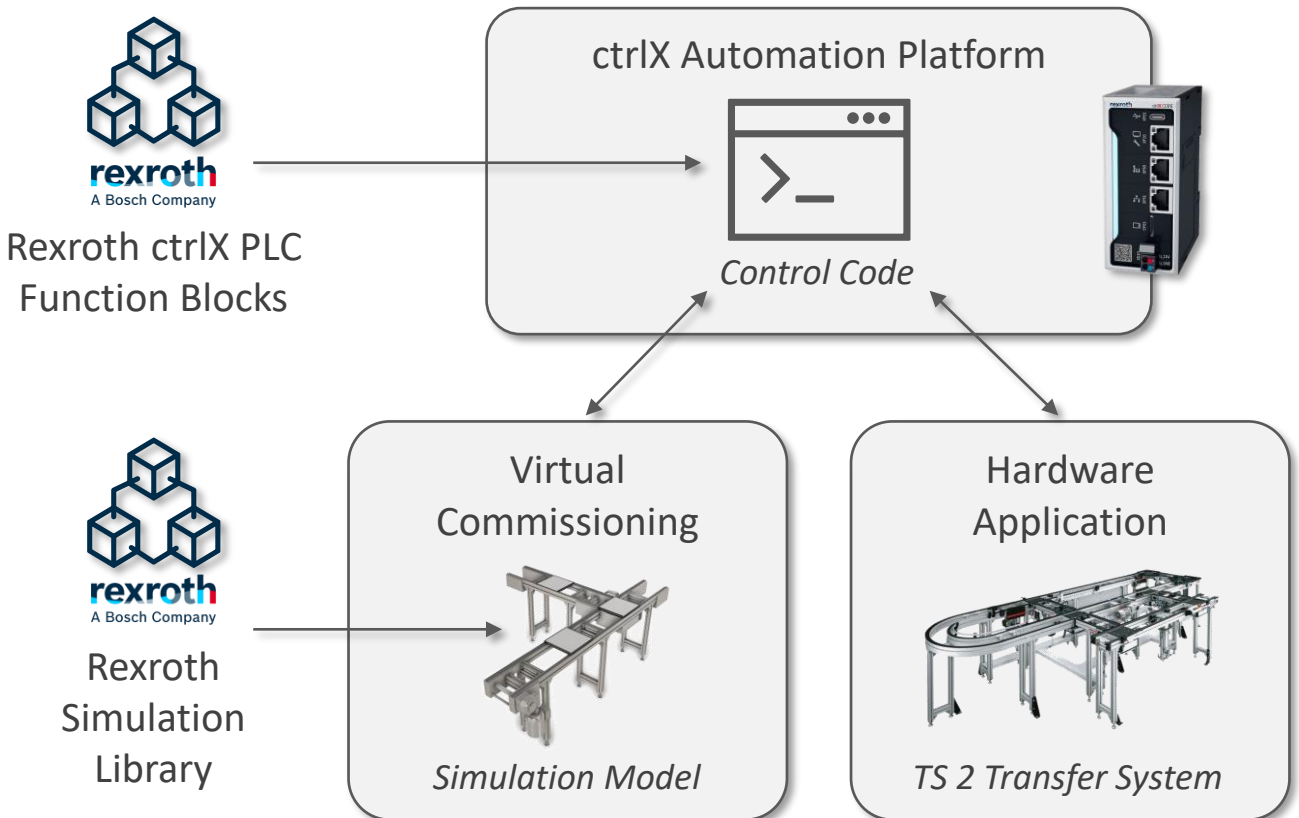 ctrlX Automation Platform
rexroth
A Bosch Company
Rexroth ctrlX PLC
Function Blocks
Control Code
rexroth
rexroth
A Bosch Company
Rexroth
Simulation
Library
Virtual
Commissioning
Simulation Model
Hardware
Application
TS 2 Transfer System